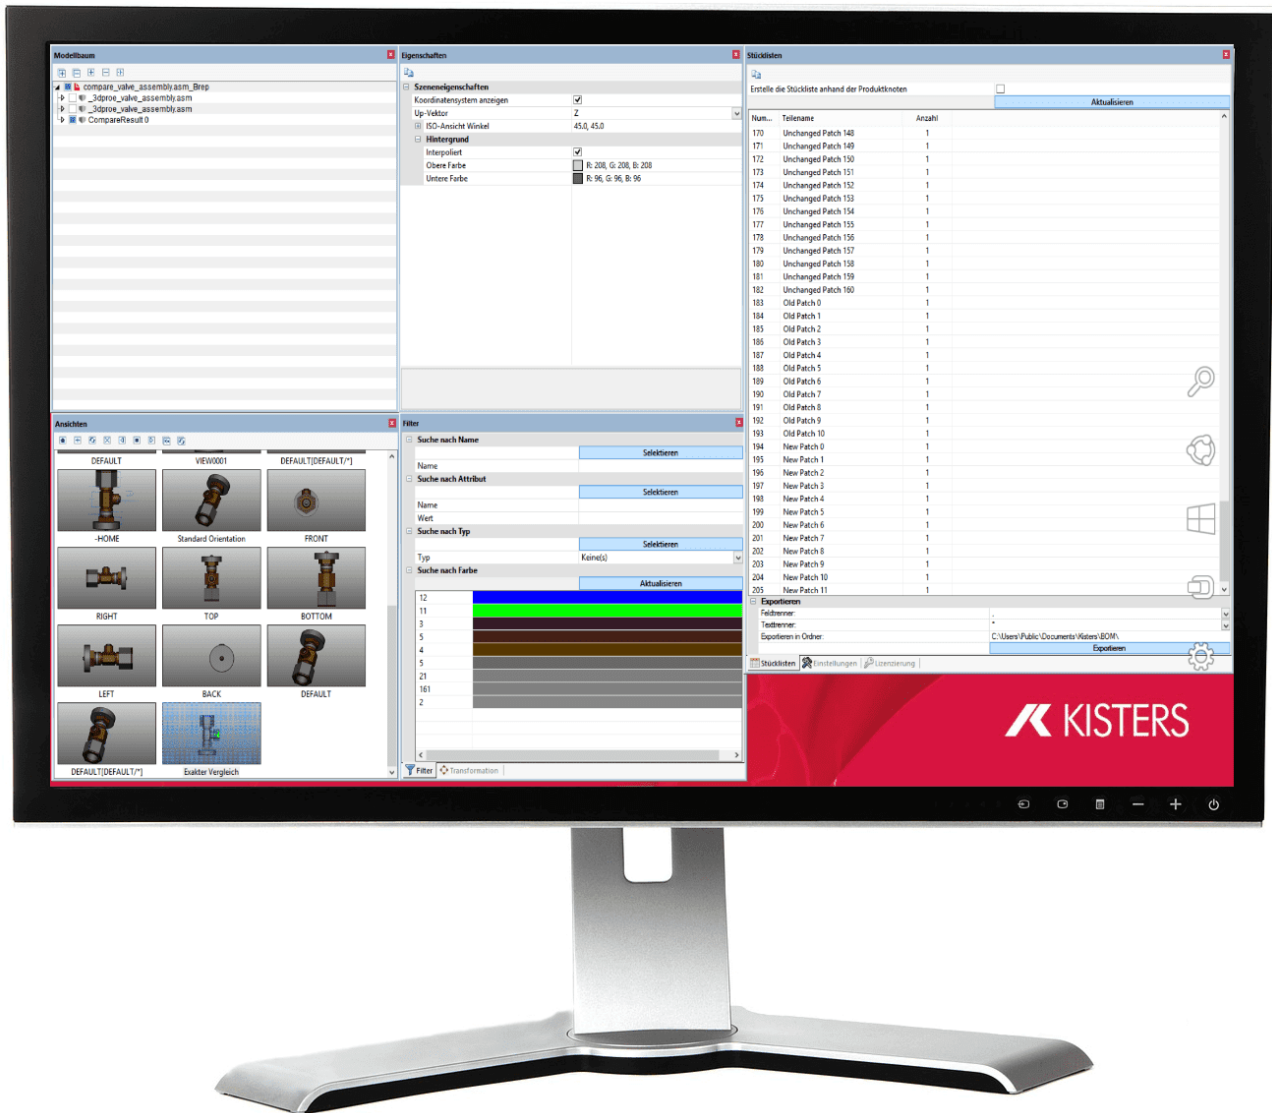 Modellbaum
compare_valve_assembly.asm_Brep
_3dproe_valve_assembly.asm
_3dproe_valve_assembly.asm
CompareResult 0
Eigenschaften
Szeneneigenschaften
Koordinatensystem anzeigen
Up-Vektor Z
ISO-Ansicht Winkel 45.0, 45.0
Hintergrund
Interpoliert
Obere Farbe R: 208, G: 208, B: 208
Untere Farbe R: 96, G: 96, B: 96
Stücklisten
Erstelle die Stückliste anhand der Produktknoten
Aktualisieren
Num... Teilename Anzahl
170 Unchanged Patch 148 1
171 Unchanged Patch 149 1
172 Unchanged Patch 150 1
173 Unchanged Patch 151 1
174 Unchanged Patch 152 1
175 Unchanged Patch 153 1
176 Unchanged Patch 154 1
177 Unchanged Patch 155 1
178 Unchanged Patch 156 1
179 Unchanged Patch 157 1
180 Unchanged Patch 158 1
181 Unchanged Patch 159 1
182 Unchanged Patch 160 1
183 Old Patch 0 1
184 Old Patch 1 1
185 Old Patch 2 1
186 Old Patch 3 1
187 Old Patch 4 1
188 Old Patch 5 1
189 Old Patch 6 1
190 Old Patch 7 1
191 Old Patch 8 1
192 Old Patch 9 1
193 Old Patch 10 1
194 New Patch 0 1
195 New Patch 1 1
196 New Patch 2 1
197 New Patch 3 1
198 New Patch 4 1
199 New Patch 5 1
200 New Patch 6 1
201 New Patch 7 1
202 New Patch 8 1
203 New Patch 9 1
204 New Patch 10 1
205 New Patch 11 1
Exportieren
Feldtrenner:
Texttrenner: "
Exportieren in Ordner: C:\Users\Public\Documents\Kisters\BOM\
Exportieren
Stücklisten Einstellungen Lizenzierung
Ansichten
DEFAULT VIEW0001 DEFAULT[DEFAULT/*]
-HOME Standard Orientation FRONT
RIGHT TOP BOTTOM
LEFT BACK DEFAULT
DEFAULT[DEFAULT/*] Exakter Vergleich
Filter
Suche nach Name
Selektieren
Name
Suche nach Attribut
Selektieren
Name
Wert
Suche nach Typ
Selektieren
Typ Keine(s)
Suche nach Farbe
Aktualisieren
12
11
3
5
4
5
21
161
2
Filter Transformation
KISTERS